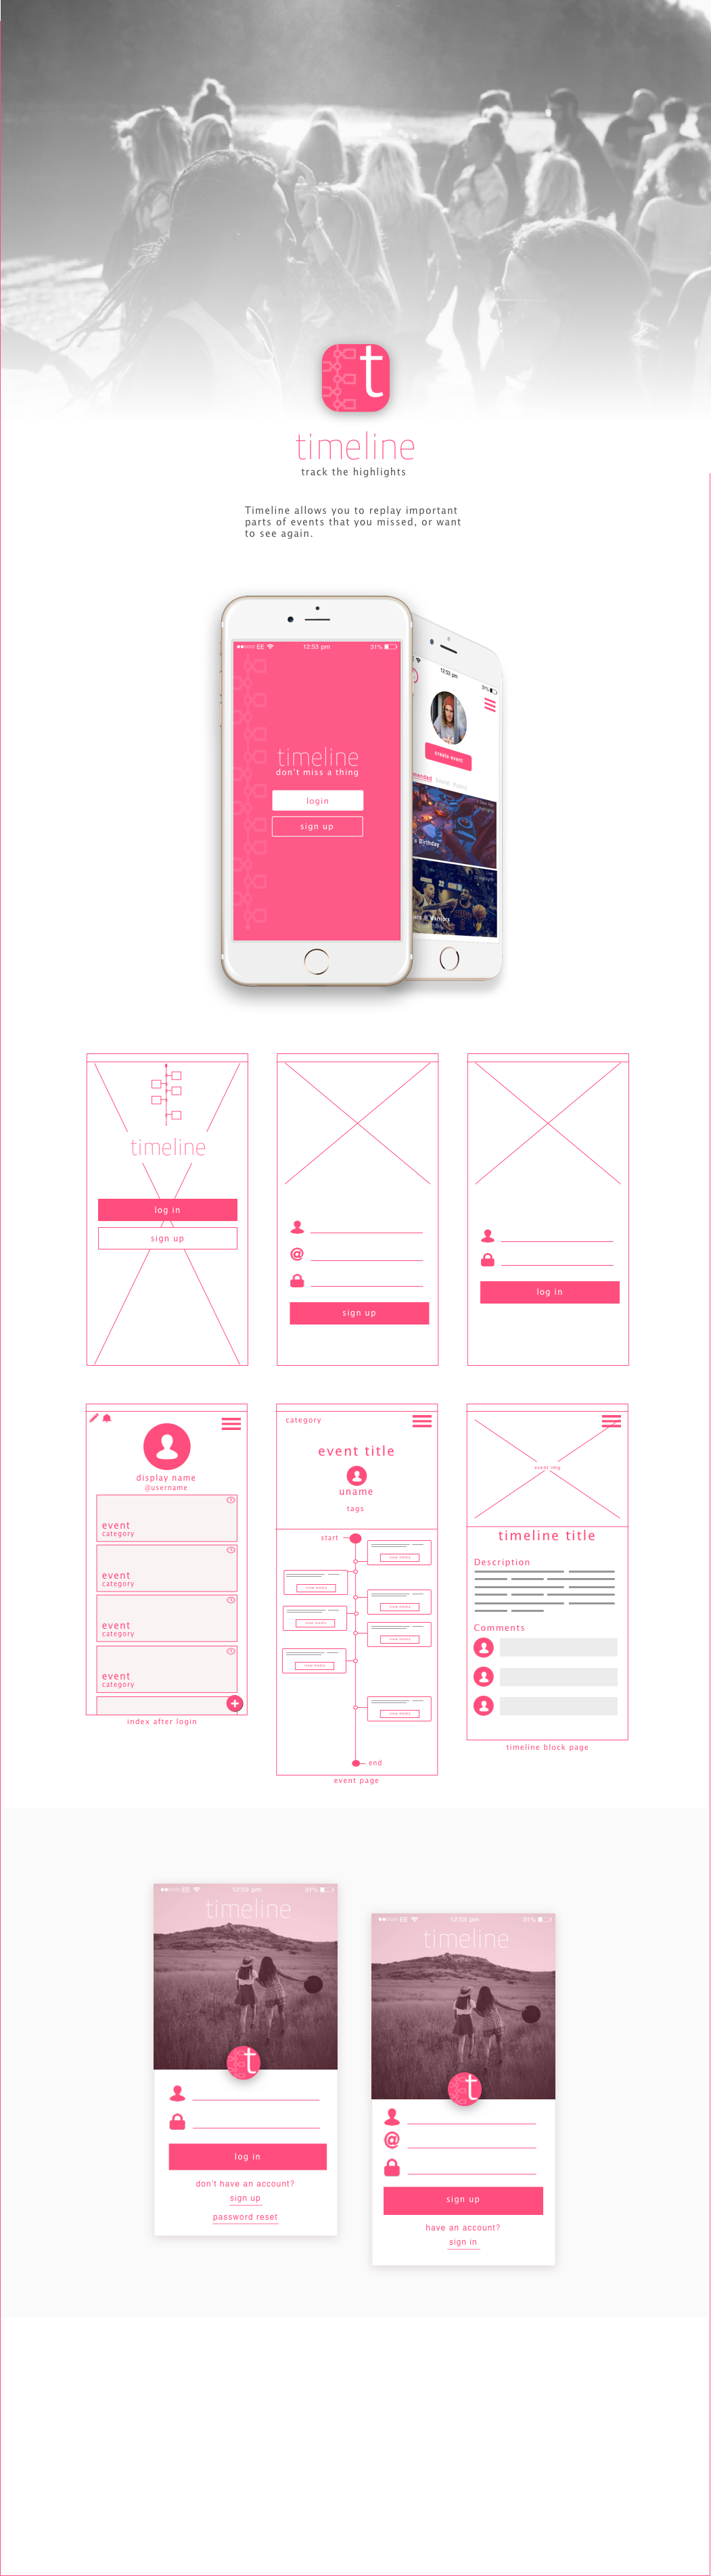 t
timeline
track the highlights
Timeline allows you to replay important
parts of events that you missed, or want
to see again.
EE 12:53 pm 31%
timeline
don't miss a thing
login
sign up
12:53 pm 31%
create event
Social Public
Birthday
@ Warriors
timeline
log in
sign up
@
sign up
log in
display name
@username
event
category
event
category
event
category
event
category
index after login
category
event title
uname
tags
start
view media
view media
view media
view media
view media
view media
view media
end
event page
event img
timeline title
Description
Comments
timeline block page
EE 12:53 pm 31%
timeline
t
log in
don't have an account?
sign up
password reset
EE 12:53 pm 31%
timeline
t
@
sign up
have an account?
sign in